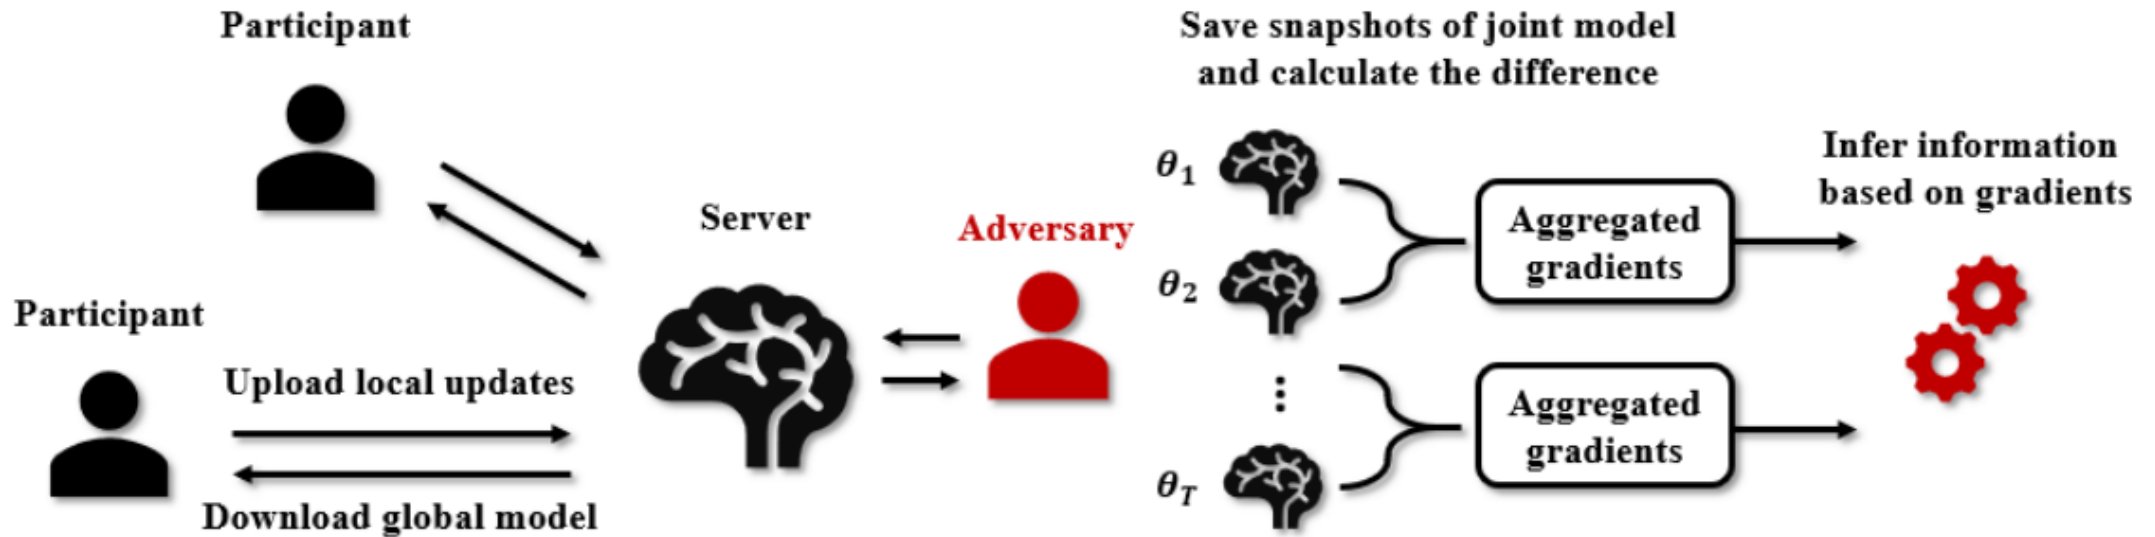 Participant
Participant
Upload local updates
Download global model
Server
Adversary
Save snapshots of joint model
and calculate the difference
θ1
θ2
⋮
θT
Aggregated
gradients
Aggregated
gradients
Infer information
based on gradients